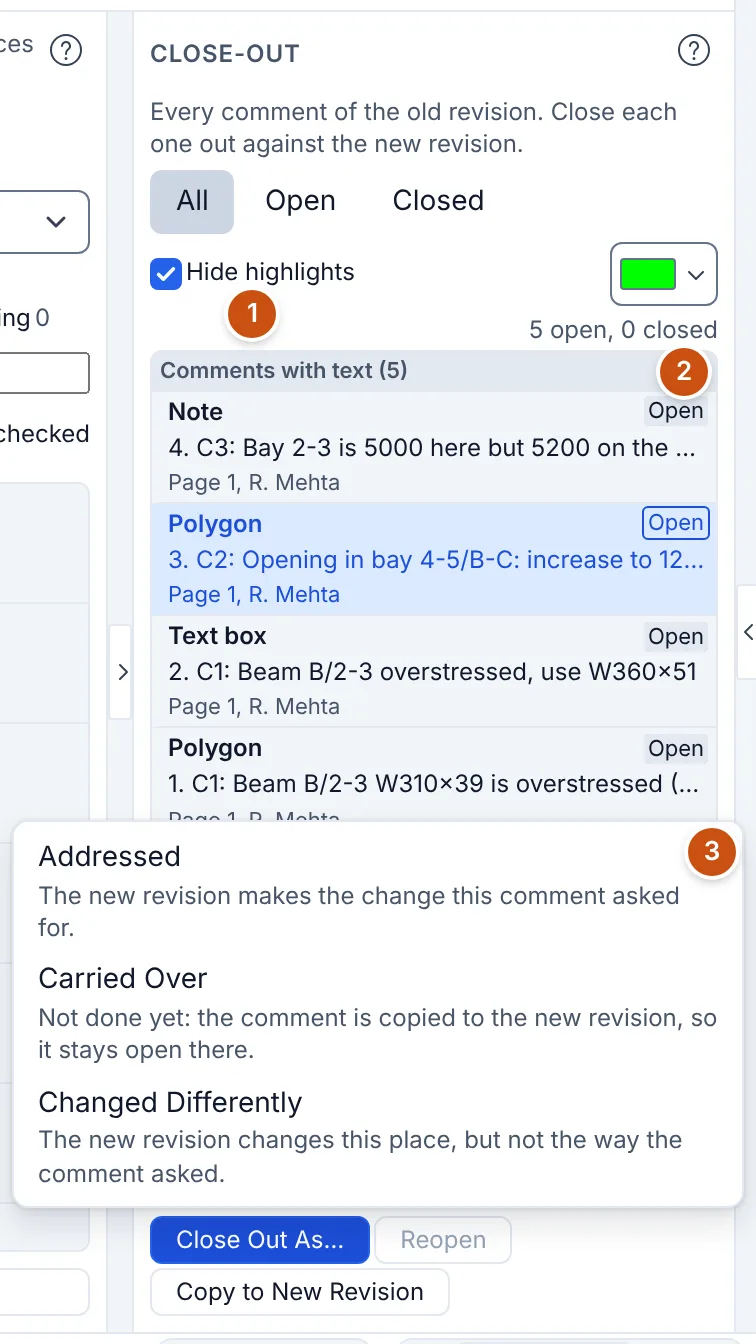 ces ?
CLOSE-OUT ?
Every comment of the old revision. Close each
one out against the new revision.
All Open Closed
Hide highlights
1
ing 0
5 open, 0 closed
Comments with text (5)
2
Note Open
4. C3: Bay 2-3 is 5000 here but 5200 on the ...
checked
Page 1, R. Mehta
Polygon Open
3. C2: Opening in bay 4-5/B-C: increase to 12...
Page 1, R. Mehta
Text box Open
2. C1: Beam B/2-3 overstressed, use W360×51
Page 1, R. Mehta
Polygon Open
1. C1: Beam B/2-3 W310×39 is overstressed (...
Page 1, R. Mehta
Addressed
3
The new revision makes the change this comment asked
for.
Carried Over
Not done yet: the comment is copied to the new revision, so
it stays open there.
Changed Differently
The new revision changes this place, but not the way the
comment asked.
Close Out As... Reopen
Copy to New Revision